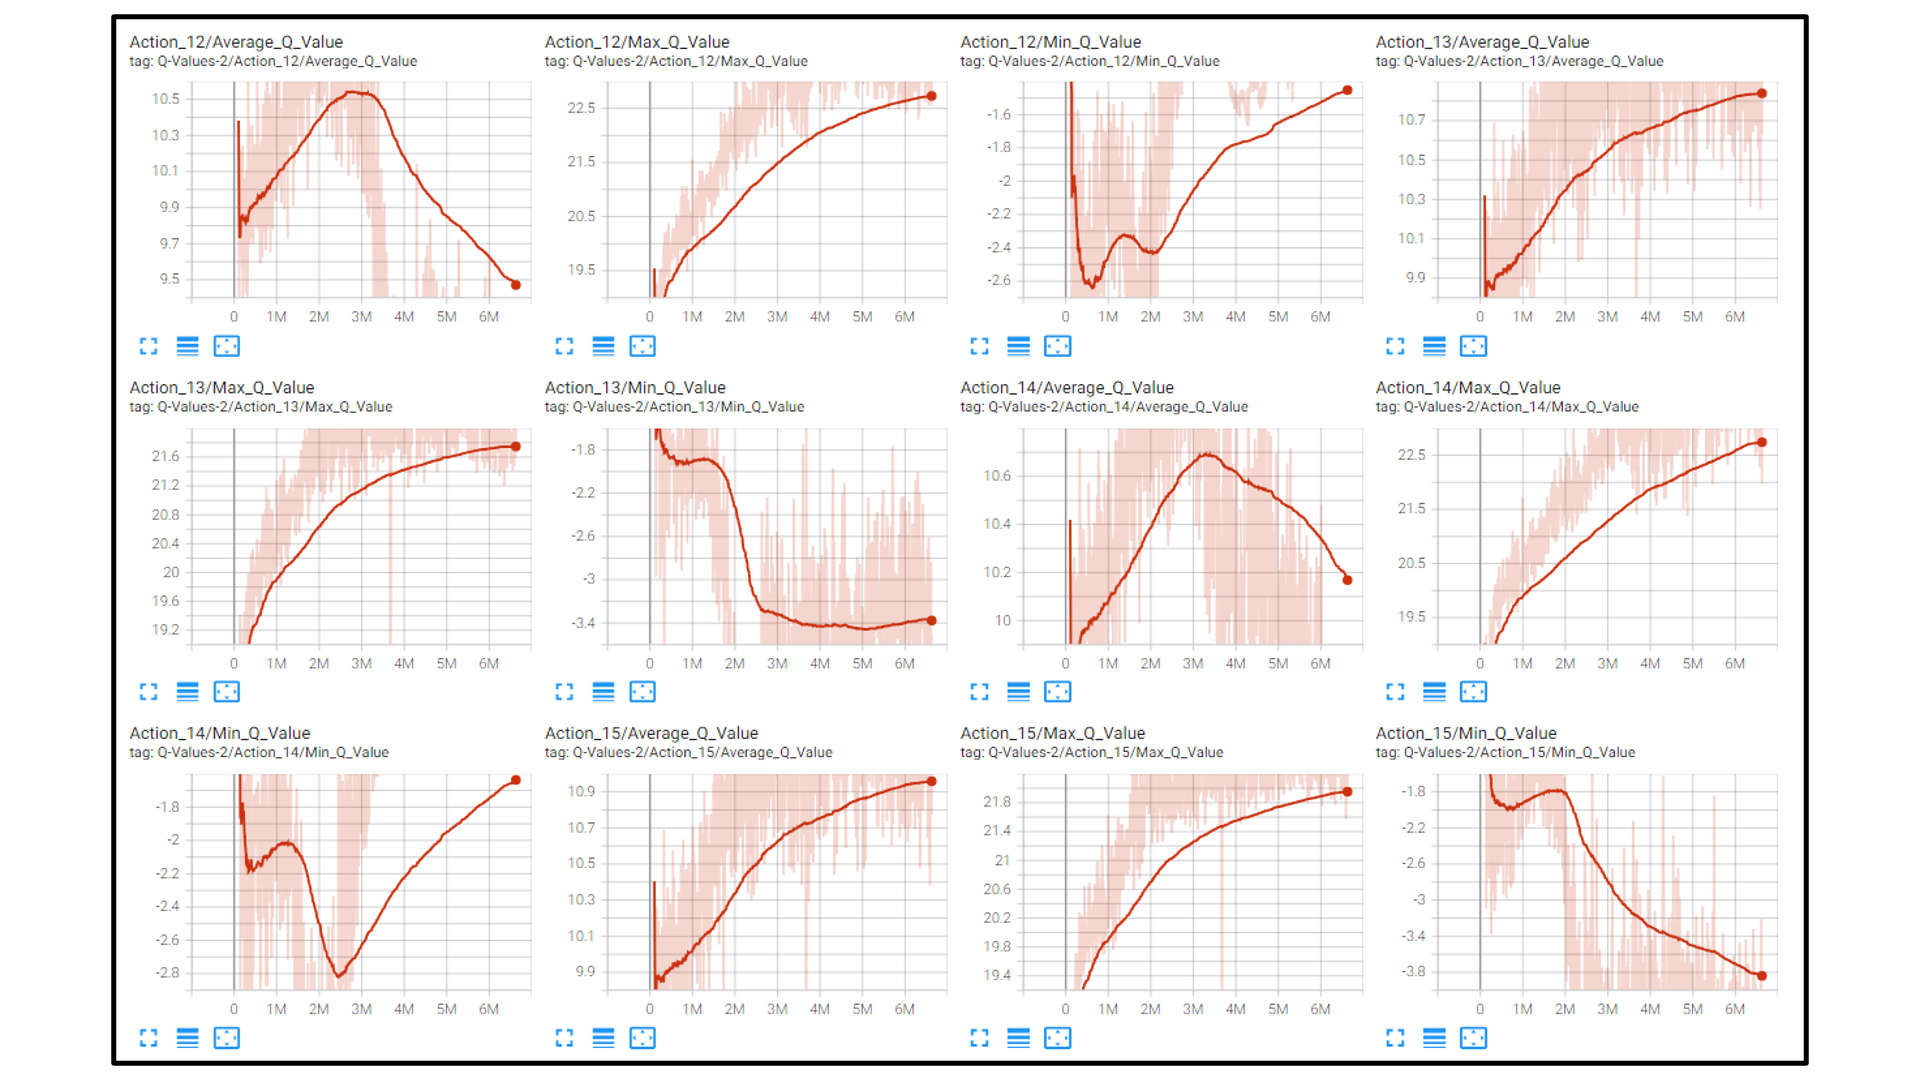 Action_12/Average_Q_Value
tag: Q-Values-2/Action_12/Average_Q_Value
10.5
10.3
10.1
9.9
9.7
9.5
0 1M 2M 3M 4M 5M 6M
Action_12/Max_Q_Value
tag: Q-Values-2/Action_12/Max_Q_Value
22.5
21.5
20.5
19.5
0 1M 2M 3M 4M 5M 6M
Action_12/Min_Q_Value
tag: Q-Values-2/Action_12/Min_Q_Value
-1.6
-1.8
-2
-2.2
-2.4
-2.6
0 1M 2M 3M 4M 5M 6M
Action_13/Average_Q_Value
tag: Q-Values-2/Action_13/Average_Q_Value
10.7
10.5
10.3
10.1
9.9
0 1M 2M 3M 4M 5M 6M
Action_13/Max_Q_Value
tag: Q-Values-2/Action_13/Max_Q_Value
21.6
21.2
20.8
20.4
20
19.6
19.2
0 1M 2M 3M 4M 5M 6M
Action_13/Min_Q_Value
tag: Q-Values-2/Action_13/Min_Q_Value
-1.8
-2.2
-2.6
-3
-3.4
0 1M 2M 3M 4M 5M 6M
Action_14/Average_Q_Value
tag: Q-Values-2/Action_14/Average_Q_Value
10.6
10.4
10.2
10
0 1M 2M 3M 4M 5M 6M
Action_14/Max_Q_Value
tag: Q-Values-2/Action_14/Max_Q_Value
22.5
21.5
20.5
19.5
0 1M 2M 3M 4M 5M 6M
Action_14/Min_Q_Value
tag: Q-Values-2/Action_14/Min_Q_Value
-1.8
-2
-2.2
-2.4
-2.6
-2.8
0 1M 2M 3M 4M 5M 6M
Action_15/Average_Q_Value
tag: Q-Values-2/Action_15/Average_Q_Value
10.9
10.7
10.5
10.3
10.1
9.9
0 1M 2M 3M 4M 5M 6M
Action_15/Max_Q_Value
tag: Q-Values-2/Action_15/Max_Q_Value
21.8
21.4
21
20.6
20.2
19.8
19.4
0 1M 2M 3M 4M 5M 6M
Action_15/Min_Q_Value
tag: Q-Values-2/Action_15/Min_Q_Value
-1.8
-2.2
-2.6
-3
-3.4
-3.8
0 1M 2M 3M 4M 5M 6M